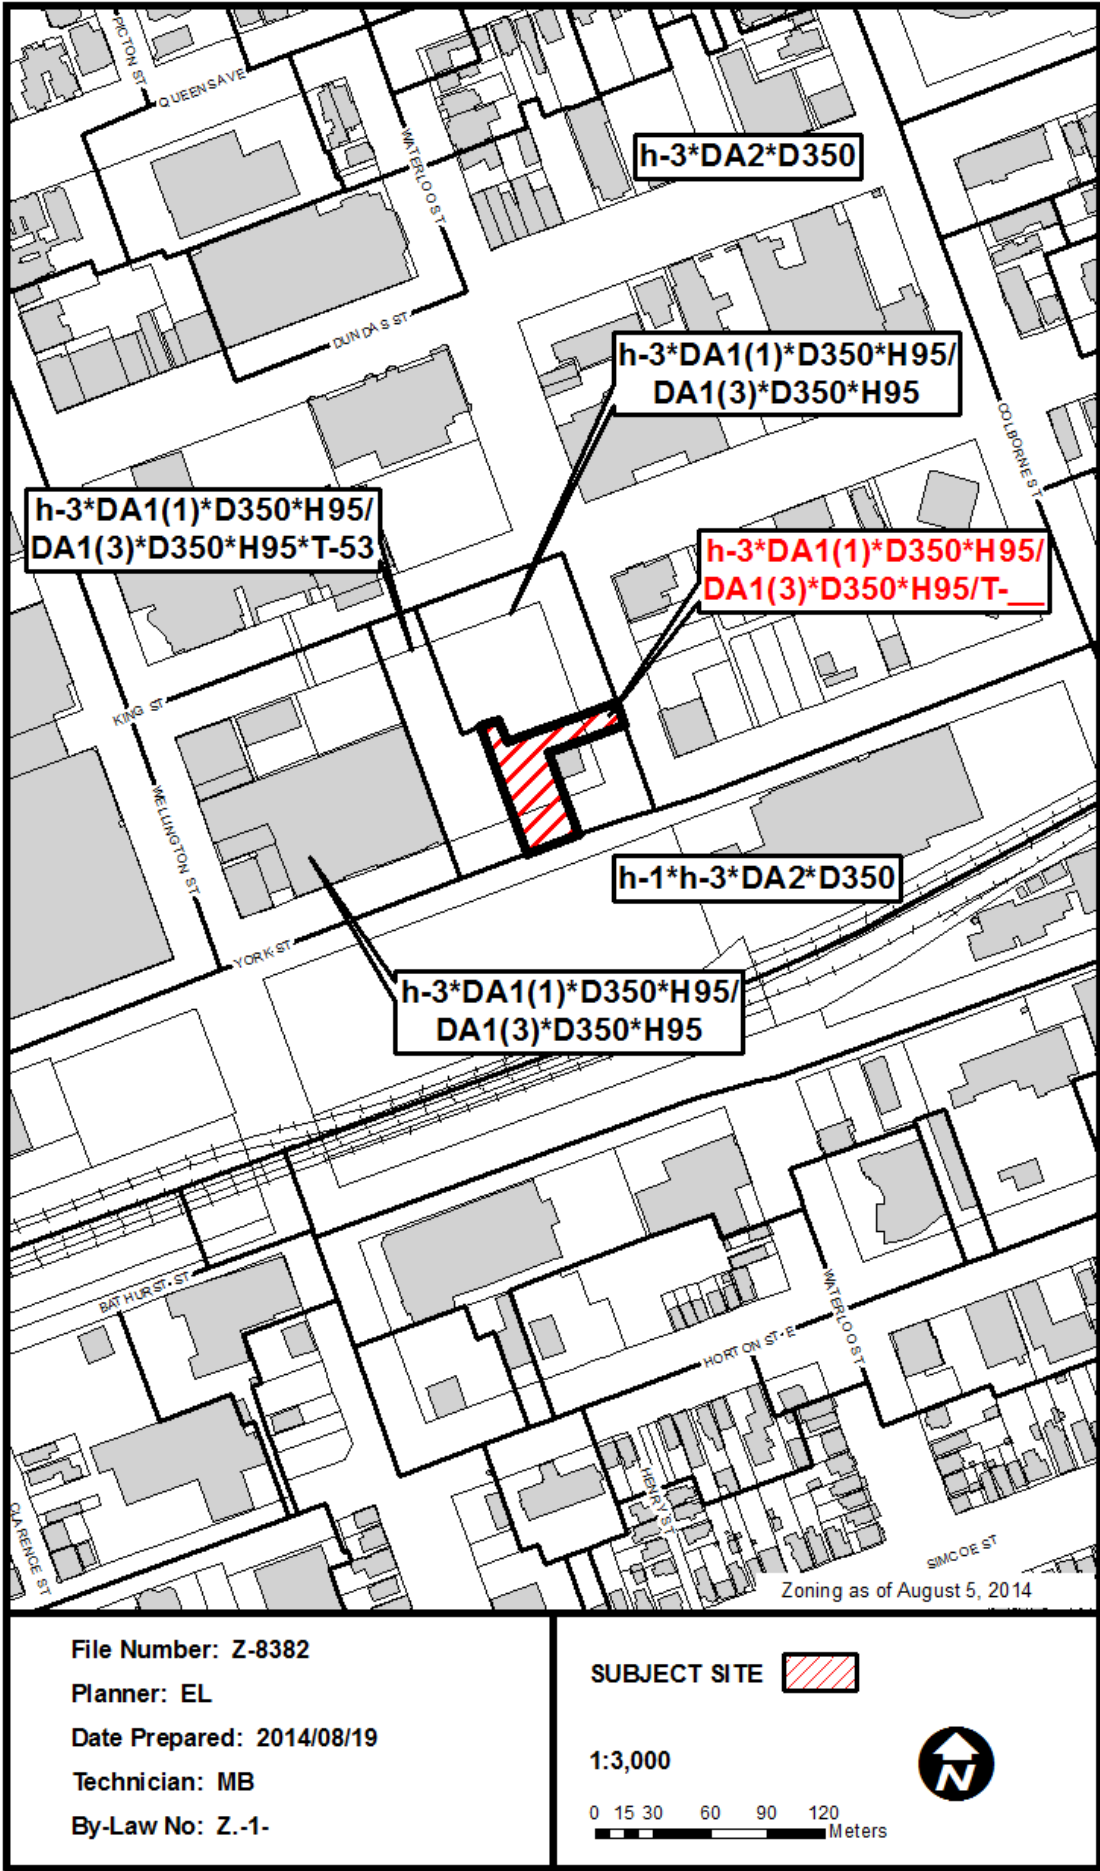 PICTON ST
QUEENS AVE
WATERLOO ST
h-3*DA2*D350
DUNDAS ST
h-3*DA1(1)*D350*H95/
DA1(3)*D350*H95
COLBORNE ST
h-3*DA1(1)*D350*H95/
DA1(3)*D350*H95*T-53
h-3*DA1(1)*D350*H95/
DA1(3)*D350*H95/T-__
KING ST
WELLINGTON ST
h-1*h-3*DA2*D350
YORK ST
h-3*DA1(1)*D350*H95/
DA1(3)*D350*H95
BATHURST ST
WATERLOO ST
HORTON ST E
HENRY ST
CLARENCE ST
SIMCOE ST
Zoning as of August 5, 2014
File Number: Z-8382
Planner: EL
Date Prepared: 2014/08/19
Technician: MB
By-Law No: Z.-1-
SUBJECT SITE
1:3,000
N
0 15 30 60 90 120
Meters